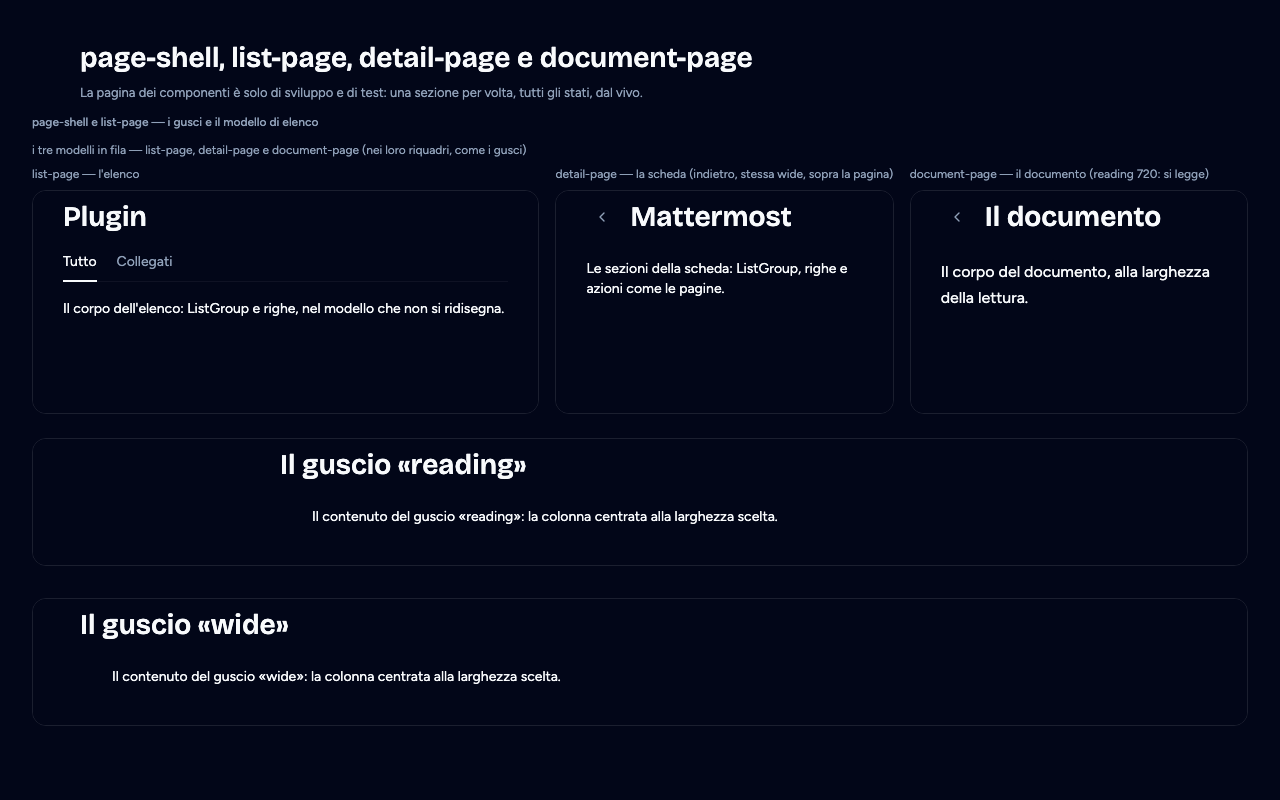 page-shell, list-page, detail-page e document-page
La pagina dei componenti è solo di sviluppo e di test: una sezione per volta, tutti gli stati, dal vivo.
page-shell e list-page — i gusci e il modello di elenco
i tre modelli in fila — list-page, detail-page e document-page (nei loro riquadri, come i gusci)
list-page — l'elenco
Plugin
Tutto Collegati
Il corpo dell'elenco: ListGroup e righe, nel modello che non si ridisegna.
detail-page — la scheda (indietro, stessa wide, sopra la pagina)
Mattermost
Le sezioni della scheda: ListGroup, righe e
azioni come le pagine.
document-page — il documento (reading 720: si legge)
Il documento
Il corpo del documento, alla larghezza
della lettura.
Il guscio «reading»
Il contenuto del guscio «reading»: la colonna centrata alla larghezza scelta.
Il guscio «wide»
Il contenuto del guscio «wide»: la colonna centrata alla larghezza scelta.